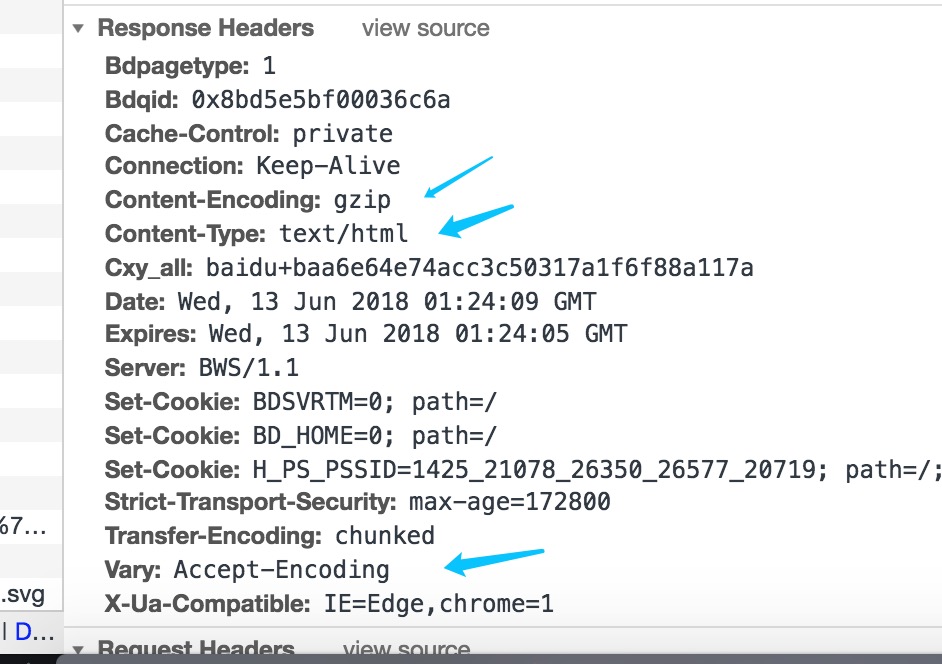 Response Headers view source
Bdpagetype: 1
Bdqid: 0x8bd5e5bf00036c6a
Cache-Control: private
Connection: Keep-Alive
Content-Encoding: gzip
Content-Type: text/html
Cxy_all: baidu+baa6e64e74acc3c50317a1f6f88a117a
Date: Wed, 13 Jun 2018 01:24:09 GMT
Expires: Wed, 13 Jun 2018 01:24:05 GMT
Server: BWS/1.1
Set-Cookie: BDSVRTM=0; path=/
Set-Cookie: BD_HOME=0; path=/
Set-Cookie: H_PS_PSSID=1425_21078_26350_26577_20719; path=/;
Strict-Transport-Security: max-age=172800
%7...
Transfer-Encoding: chunked
Vary: Accept-Encoding
.svg
X-Ua-Compatible: IE=Edge,chrome=1
| D...
Request Headers view source